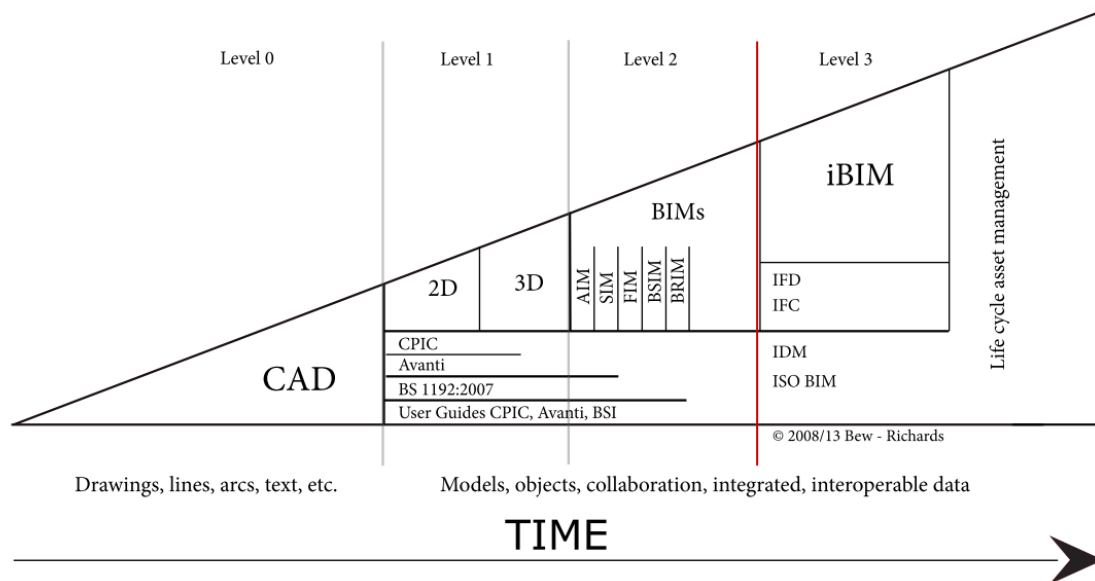 Level 0
Level 1
Level 2
Level 3
iBIM
BIMs
2D
3D
AIM
SIM
FIM
BSIM
BRIM
IFD
IFC
Life cycle asset management
CAD
CPIC
Avanti
BS 1192:2007
User Guides CPIC, Avanti, BSI
IDM
ISO BIM
© 2008/13 Bew - Richards
Drawings, lines, arcs, text, etc.
Models, objects, collaboration, integrated, interoperable data
TIME